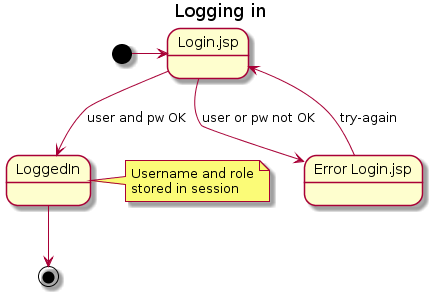 Logging in
Login.jsp
user and pw OK
user or pw not OK
try-again
LoggedIn
Username and role
stored in session
Error Login.jsp